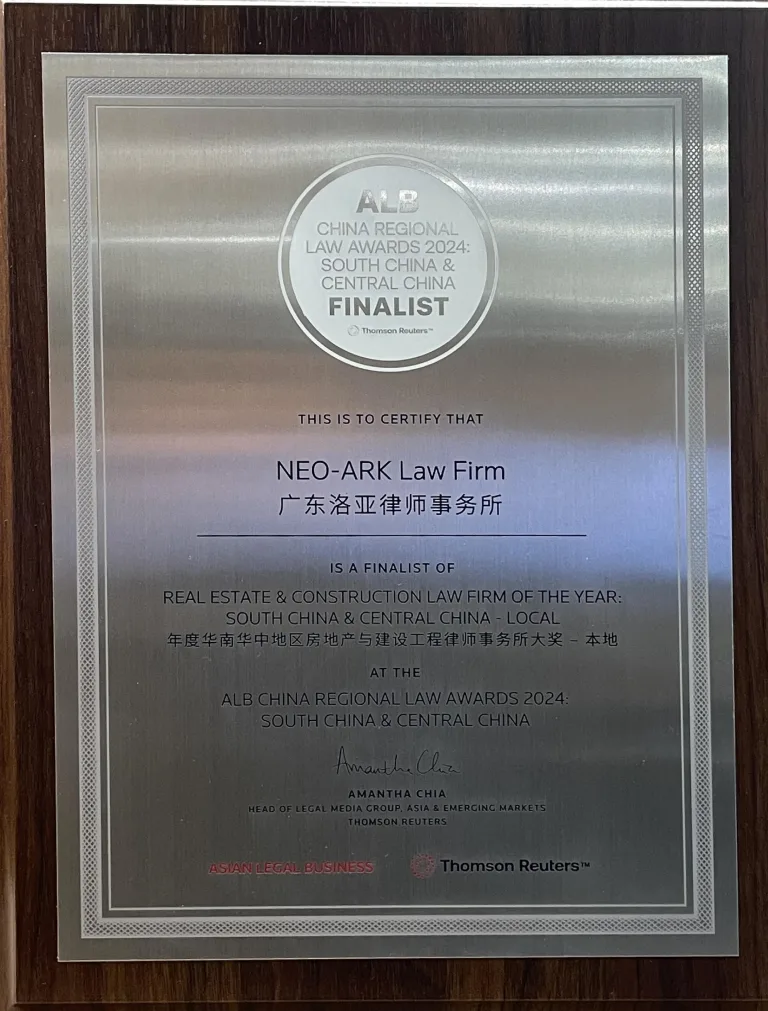 ALB
CHINA REGIONAL
LAW AWARDS 2024:
SOUTH CHINA &
CENTRAL CHINA
FINALIST
Thomson Reuters™
THIS IS TO CERTIFY THAT
NEO-ARK Law Firm
广东洛亚律师事务所
IS A FINALIST OF
REAL ESTATE & CONSTRUCTION LAW FIRM OF THE YEAR:
SOUTH CHINA & CENTRAL CHINA - LOCAL
年度华南华中地区房地产与建设工程律师事务所大奖 – 本地
AT THE
ALB CHINA REGIONAL LAW AWARDS 2024:
SOUTH CHINA & CENTRAL CHINA
Amantha Chia
AMANTHA CHIA
HEAD OF LEGAL MEDIA GROUP, ASIA & EMERGING MARKETS
THOMSON REUTERS
ASIAN LEGAL BUSINESS
Thomson Reuters™